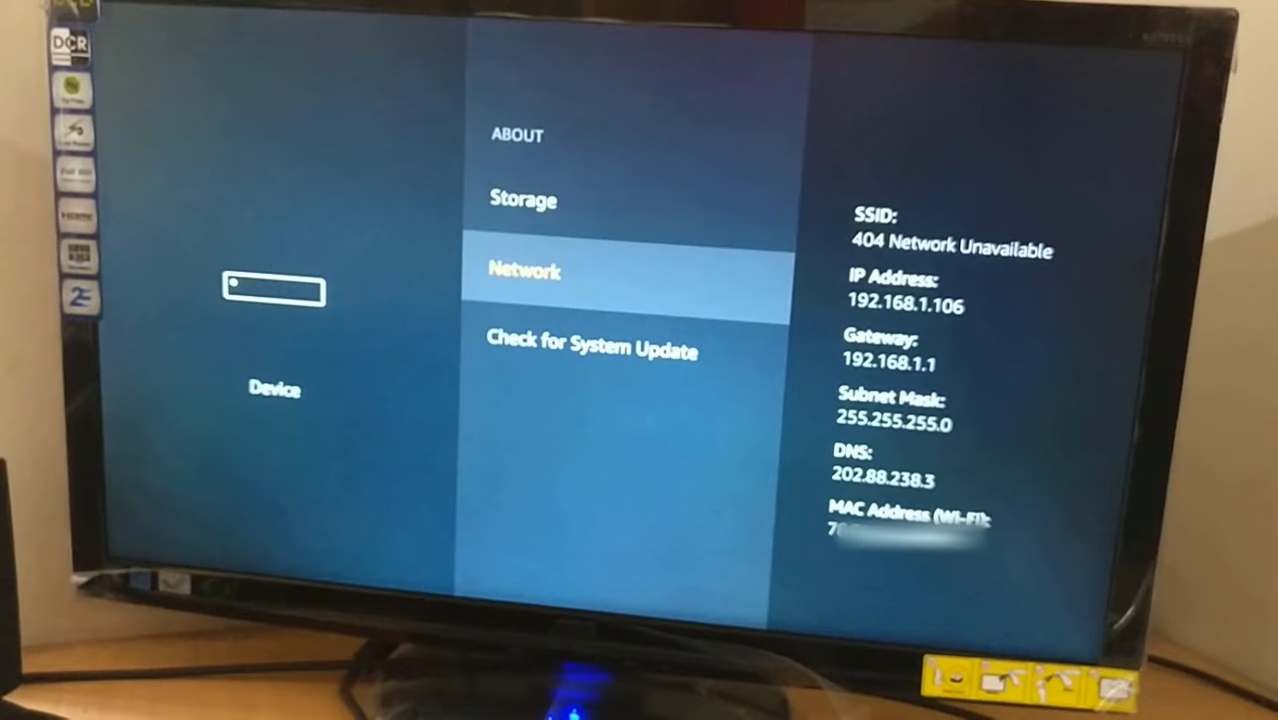 DCR
HDMI
ABOUT
Storage
Network
Check for System Update
Device
SSID:
404 Network Unavailable
IP Address:
192.168.1.106
Gateway:
192.168.1.1
Subnet Mask:
255.255.255.0
DNS:
202.88.238.3
MAC Address (Wi-Fi):